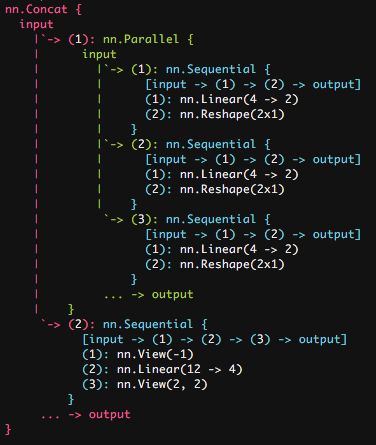 nn.Concat {
  input
    |`-> (1): nn.Parallel {
    |      input
    |        |`-> (1): nn.Sequential {
    |        |      [input -> (1) -> (2) -> output]
    |        |      (1): nn.Linear(4 -> 2)
    |        |      (2): nn.Reshape(2x1)
    |        |    }
    |        |`-> (2): nn.Sequential {
    |        |      [input -> (1) -> (2) -> output]
    |        |      (1): nn.Linear(4 -> 2)
    |        |      (2): nn.Reshape(2x1)
    |        |    }
    |         `-> (3): nn.Sequential {
    |               [input -> (1) -> (2) -> output]
    |               (1): nn.Linear(4 -> 2)
    |               (2): nn.Reshape(2x1)
    |             }
    |         ... -> output
    |    }
     `-> (2): nn.Sequential {
           [input -> (1) -> (2) -> (3) -> output]
           (1): nn.View(-1)
           (2): nn.Linear(12 -> 4)
           (3): nn.View(2, 2)
         }
     ... -> output
}